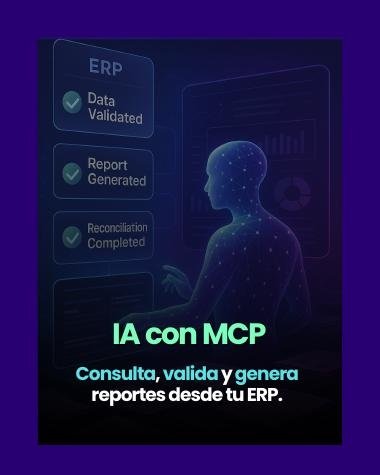 ERP
Data
Validated
Report
Generated
Reconciliation
Completed
IA con MCP
Consulta, valida y genera
reportes desde tu ERP.